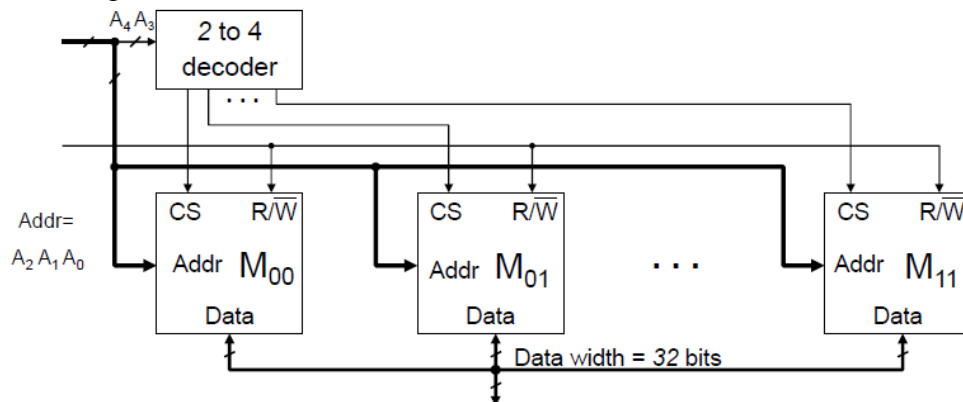 A₄ A₃
2 to 4
decoder
. . .
CS R/W̅
CS R/W̅
CS R/W̅
Addr=
A₂ A₁ A₀
Addr M₀₀
Addr M₀₁
. . .
Addr M₁₁
Data
Data
Data
Data width = 32 bits